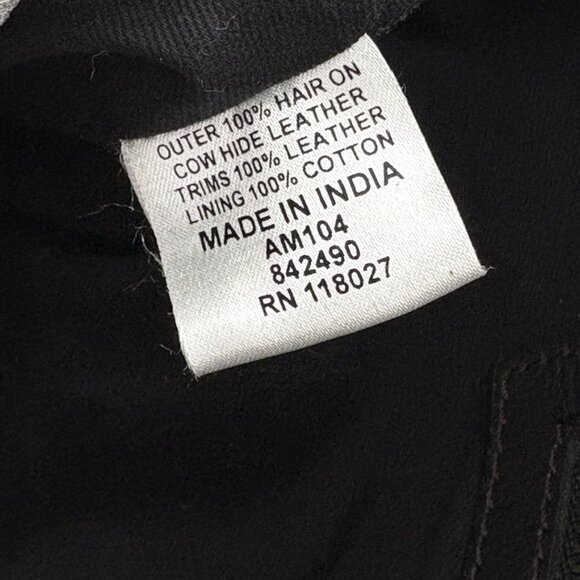 OUTER 100% HAIR ON
COW HIDE LEATHER
TRIMS 100% LEATHER
LINING 100% COTTON
MADE IN INDIA
AM104
842490
RN 118027